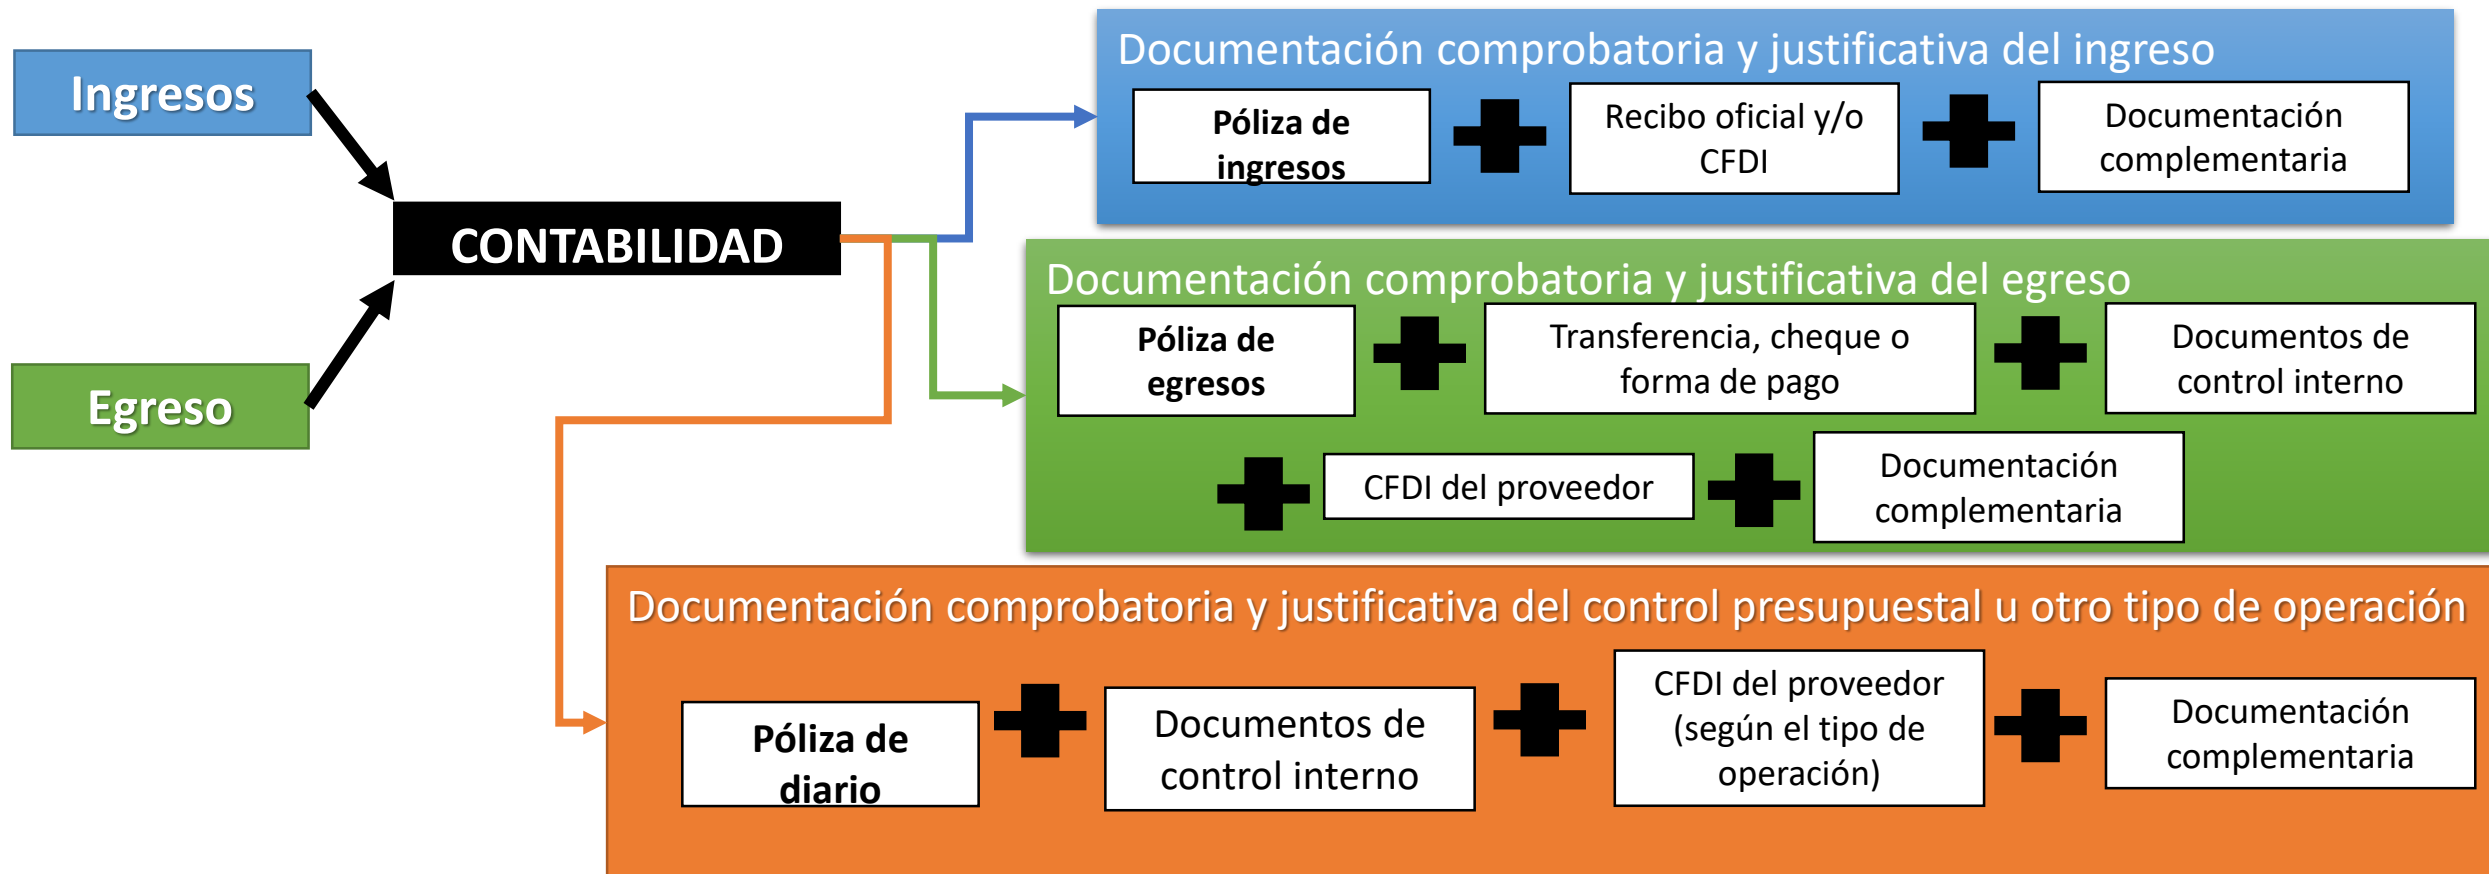 Ingresos
Egreso
CONTABILIDAD
Documentación comprobatoria y justificativa del ingreso
Póliza de
ingresos
Recibo oficial y/o
CFDI
Documentación
complementaria
Documentación comprobatoria y justificativa del egreso
Póliza de
egresos
Transferencia, cheque o
forma de pago
Documentos de
control interno
CFDI del proveedor
Documentación
complementaria
Documentación comprobatoria y justificativa del control presupuestal u otro tipo de operación
Póliza de
diario
Documentos de
control interno
CFDI del proveedor
(según el tipo de
operación)
Documentación
complementaria